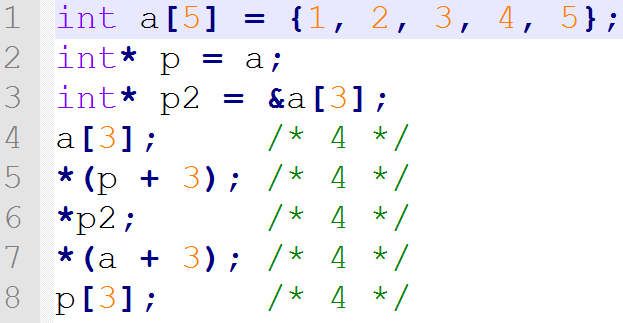 1 int a[5] = {1, 2, 3, 4, 5};
2 int* p = a;
3 int* p2 = &a[3];
4 a[3];      /* 4 */
5 *(p + 3); /* 4 */
6 *p2;       /* 4 */
7 *(a + 3); /* 4 */
8 p[3];      /* 4 */